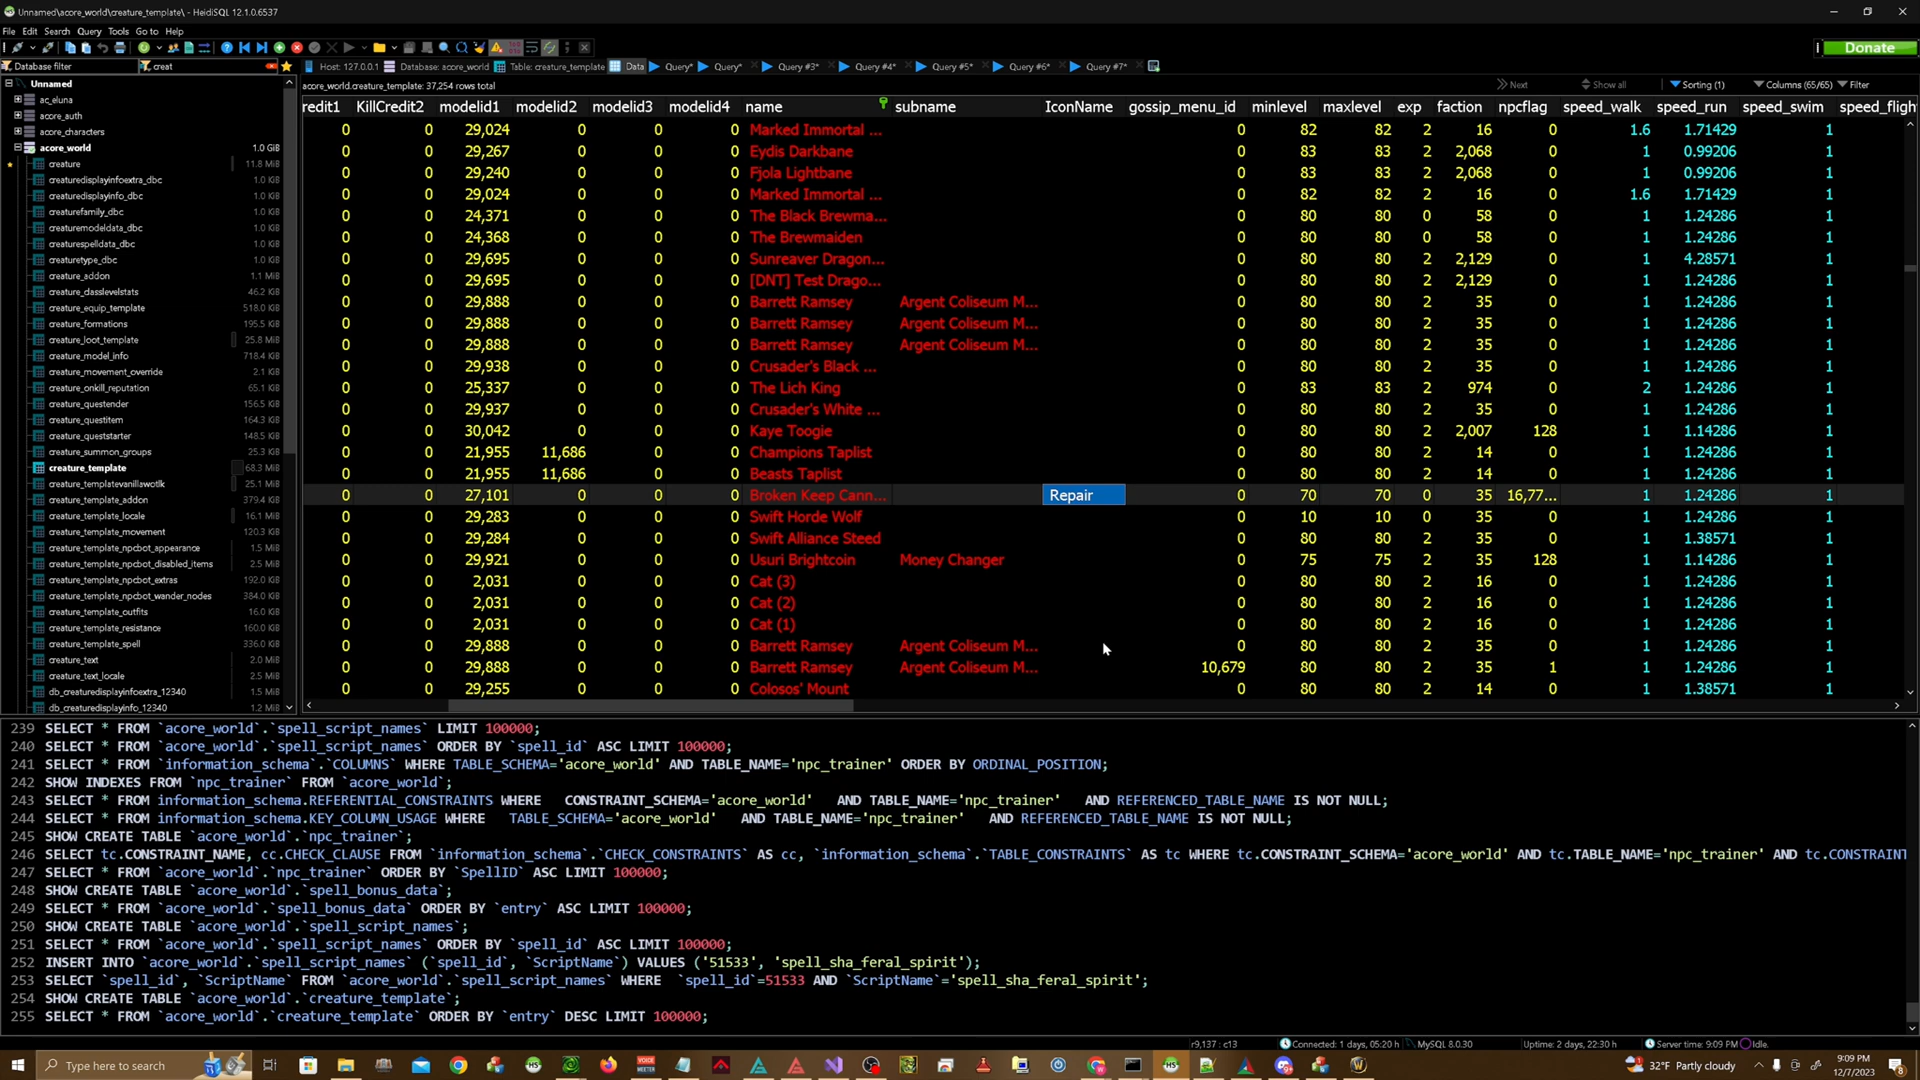 Unnamed\acore_world\creature_template\ - HeidiSQL 12.1.0.6537
File Edit Search Query Tools Go to Help
Donate
Database filter creat
Host: 127.0.0.1 Database: acore_world Table: creature_template Data Query* Query* Query #3* Query #4* Query #5* Query #6* Query #7*
acore_world.creature_template: 37,254 rows total
Next Show all Sorting (1) Columns (65/65) Filter
Unnamed
ac_eluna
acore_auth
acore_characters
acore_world 1.0 GiB
creature 11.8 MiB
creaturedisplayinfoextra_dbc 1.0 KiB
creaturedisplayinfo_dbc 1.0 KiB
creaturefamily_dbc 1.0 KiB
creaturemodeldata_dbc 1.0 KiB
creaturespelldata_dbc 1.0 KiB
creaturetype_dbc 1.0 KiB
creature_addon 1.1 MiB
creature_classlevelstats 46.2 KiB
creature_equip_template 518.0 KiB
creature_formations 195.5 KiB
creature_loot_template 25.8 MiB
creature_model_info 718.4 KiB
creature_movement_override 2.1 KiB
creature_onkill_reputation 65.1 KiB
creature_questender 156.5 KiB
creature_questitem 164.3 KiB
creature_queststarter 148.5 KiB
creature_summon_groups 25.3 KiB
creature_template 68.3 MiB
creature_templatevanillawotlk 25.1 MiB
creature_template_addon 379.4 KiB
creature_template_locale 16.1 MiB
creature_template_movement 120.3 KiB
creature_template_npcbot_appearance 1.5 MiB
creature_template_npcbot_disabled_items 2.5 MiB
creature_template_npcbot_extras 192.0 KiB
creature_template_npcbot_wander_nodes 384.0 KiB
creature_template_outfits 16.0 KiB
creature_template_resistance 160.0 KiB
creature_template_spell 336.0 KiB
creature_text 2.0 MiB
creature_text_locale 2.5 MiB
db_creaturedisplayinfoextra_12340 1.5 MiB
db_creaturedisplayinfo_12340 1.2 MiB
redit1 KillCredit2 modelid1 modelid2 modelid3 modelid4 name subname IconName gossip_menu_id minlevel maxlevel exp faction npcflag speed_walk speed_run speed_swim speed_flight
0 0 29,024 0 0 0 Marked Immortal ... 0 82 82 2 16 0 1.6 1.71429 1
0 0 29,267 0 0 0 Eydis Darkbane 0 83 83 2 2,068 0 1 0.99206 1
0 0 29,240 0 0 0 Fjola Lightbane 0 83 83 2 2,068 0 1 0.99206 1
0 0 29,024 0 0 0 Marked Immortal ... 0 82 82 2 16 0 1.6 1.71429 1
0 0 24,371 0 0 0 The Black Brewma... 0 80 80 0 58 0 1 1.24286 1
0 0 24,368 0 0 0 The Brewmaiden 0 80 80 0 58 0 1 1.24286 1
0 0 29,695 0 0 0 Sunreaver Dragon... 0 80 80 2 2,129 0 1 4.28571 1
0 0 29,695 0 0 0 [DNT] Test Drago... 0 80 80 2 2,129 0 1 1.24286 1
0 0 29,888 0 0 0 Barrett Ramsey Argent Coliseum M... 0 80 80 2 35 0 1 1.24286 1
0 0 29,888 0 0 0 Barrett Ramsey Argent Coliseum M... 0 80 80 2 35 0 1 1.24286 1
0 0 29,888 0 0 0 Barrett Ramsey Argent Coliseum M... 0 80 80 2 35 0 1 1.24286 1
0 0 29,938 0 0 0 Crusader's Black ... 0 80 80 2 35 0 1 1.24286 1
0 0 25,337 0 0 0 The Lich King 0 83 83 2 974 0 2 1.24286 1
0 0 29,937 0 0 0 Crusader's White ... 0 80 80 2 35 0 1 1.24286 1
0 0 30,042 0 0 0 Kaye Toogie 0 80 80 2 2,007 128 1 1.14286 1
0 0 21,955 11,686 0 0 Champions Taplist 0 80 80 2 14 0 1 1.24286 1
0 0 21,955 11,686 0 0 Beasts Taplist 0 80 80 2 14 0 1 1.24286 1
0 0 27,101 0 0 0 Broken Keep Cann... Repair 0 70 70 0 35 16,77... 1 1.24286 1
0 0 29,283 0 0 0 Swift Horde Wolf 0 10 10 0 35 0 1 1.24286 1
0 0 29,284 0 0 0 Swift Alliance Steed 0 80 80 2 35 0 1 1.38571 1
0 0 29,921 0 0 0 Usuri Brightcoin Money Changer 0 75 75 2 35 128 1 1.14286 1
0 0 2,031 0 0 0 Cat (3) 0 80 80 2 16 0 1 1.24286 1
0 0 2,031 0 0 0 Cat (2) 0 80 80 2 16 0 1 1.24286 1
0 0 2,031 0 0 0 Cat (1) 0 80 80 2 16 0 1 1.24286 1
0 0 29,888 0 0 0 Barrett Ramsey Argent Coliseum M... 0 80 80 2 35 0 1 1.24286 1
0 0 29,888 0 0 0 Barrett Ramsey Argent Coliseum M... 10,679 80 80 2 35 1 1 1.24286 1
0 0 29,255 0 0 0 Colosos' Mount 0 80 80 2 14 0 1 1.38571 1
239 SELECT * FROM `acore_world`.`spell_script_names` LIMIT 100000;
240 SELECT * FROM `acore_world`.`spell_script_names` ORDER BY `spell_id` ASC LIMIT 100000;
241 SELECT * FROM `information_schema`.`COLUMNS` WHERE TABLE_SCHEMA='acore_world' AND TABLE_NAME='npc_trainer' ORDER BY ORDINAL_POSITION;
242 SHOW INDEXES FROM `npc_trainer` FROM `acore_world`;
243 SELECT * FROM information_schema.REFERENTIAL_CONSTRAINTS WHERE CONSTRAINT_SCHEMA='acore_world' AND TABLE_NAME='npc_trainer' AND REFERENCED_TABLE_NAME IS NOT NULL;
244 SELECT * FROM information_schema.KEY_COLUMN_USAGE WHERE TABLE_SCHEMA='acore_world' AND TABLE_NAME='npc_trainer' AND REFERENCED_TABLE_NAME IS NOT NULL;
245 SHOW CREATE TABLE `acore_world`.`npc_trainer`;
246 SELECT tc.CONSTRAINT_NAME, cc.CHECK_CLAUSE FROM `information_schema`.`CHECK_CONSTRAINTS` AS cc, `information_schema`.`TABLE_CONSTRAINTS` AS tc WHERE tc.CONSTRAINT_SCHEMA='acore_world' AND tc.TABLE_NAME='npc_trainer' AND tc.CONSTRAINT
247 SELECT * FROM `acore_world`.`npc_trainer` ORDER BY `SpellID` ASC LIMIT 100000;
248 SHOW CREATE TABLE `acore_world`.`spell_bonus_data`;
249 SELECT * FROM `acore_world`.`spell_bonus_data` ORDER BY `entry` ASC LIMIT 100000;
250 SHOW CREATE TABLE `acore_world`.`spell_script_names`;
251 SELECT * FROM `acore_world`.`spell_script_names` ORDER BY `spell_id` ASC LIMIT 100000;
252 INSERT INTO `acore_world`.`spell_script_names` (`spell_id`, `ScriptName`) VALUES ('51533', 'spell_sha_feral_spirit');
253 SELECT `spell_id`, `ScriptName` FROM `acore_world`.`spell_script_names` WHERE `spell_id`=51533 AND `ScriptName`='spell_sha_feral_spirit';
254 SHOW CREATE TABLE `acore_world`.`creature_template`;
255 SELECT * FROM `acore_world`.`creature_template` ORDER BY `entry` DESC LIMIT 100000;
r9,137 : c13 Connected: 1 days, 05:20 h MySQL 8.0.30 Uptime: 2 days, 22:30 h Server time: 9:09 PM Idle.
Type here to search 32°F Partly cloudy 9:09 PM
12/7/2023